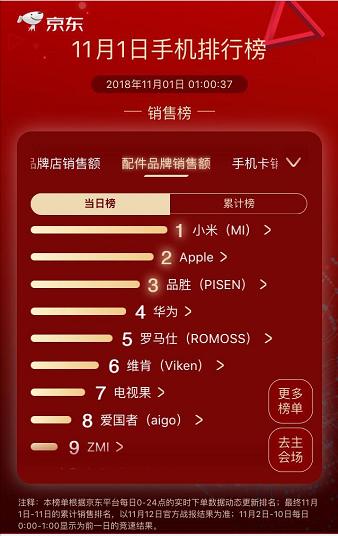 京东
11月1日手机排行榜
2018年11月01日 01:00:37
销售榜
品牌店销售额 配件品牌销售额 手机卡销
当日榜 累计榜
1 小米（MI）
2 Apple
3 品胜（PISEN）
4 华为
5 罗马仕（ROMOSS）
6 维肯（Viken）
7 电视果
8 爱国者（aigo）
9 ZMI
更多
榜单
去主
会场
注释：本榜单根据京东平台每日0-24点的实时下单数据动态更新排名；最终11月
1日-11日的累计销售排名，以11月12日官方战报结果为准；11月2日-10日每日
0:00-1:00显示为前一日的竞速结果。